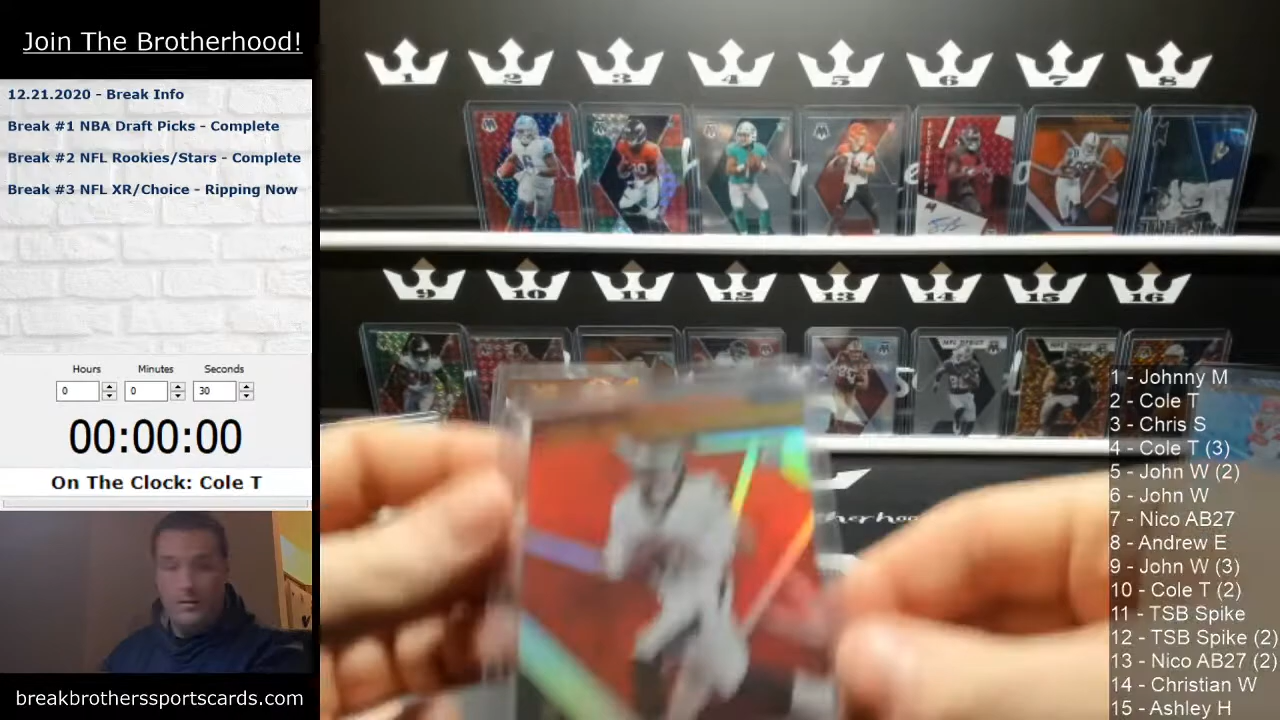 Join The Brotherhood!
12.21.2020 - Break Info
Break #1 NBA Draft Picks - Complete
Break #2 NFL Rookies/Stars - Complete
Break #3 NFL XR/Choice - Ripping Now
Hours Minutes Seconds
0 0 30
00:00:00
On The Clock: Cole T
breakbrotherssportscards.com
1 2 3 4 5 6 7 8
9 10 11 12 13 14 15 16
NFL DEBUT
1 - Johnny M
2 - Cole T
3 - Chris S
4 - Cole T (3)
5 - John W (2)
6 - John W
7 - Nico AB27
8 - Andrew E
9 - John W (3)
10 - Cole T (2)
11 - TSB Spike
12 - TSB Spike (2)
13 - Nico AB27 (2)
14 - Christian W
15 - Ashley H